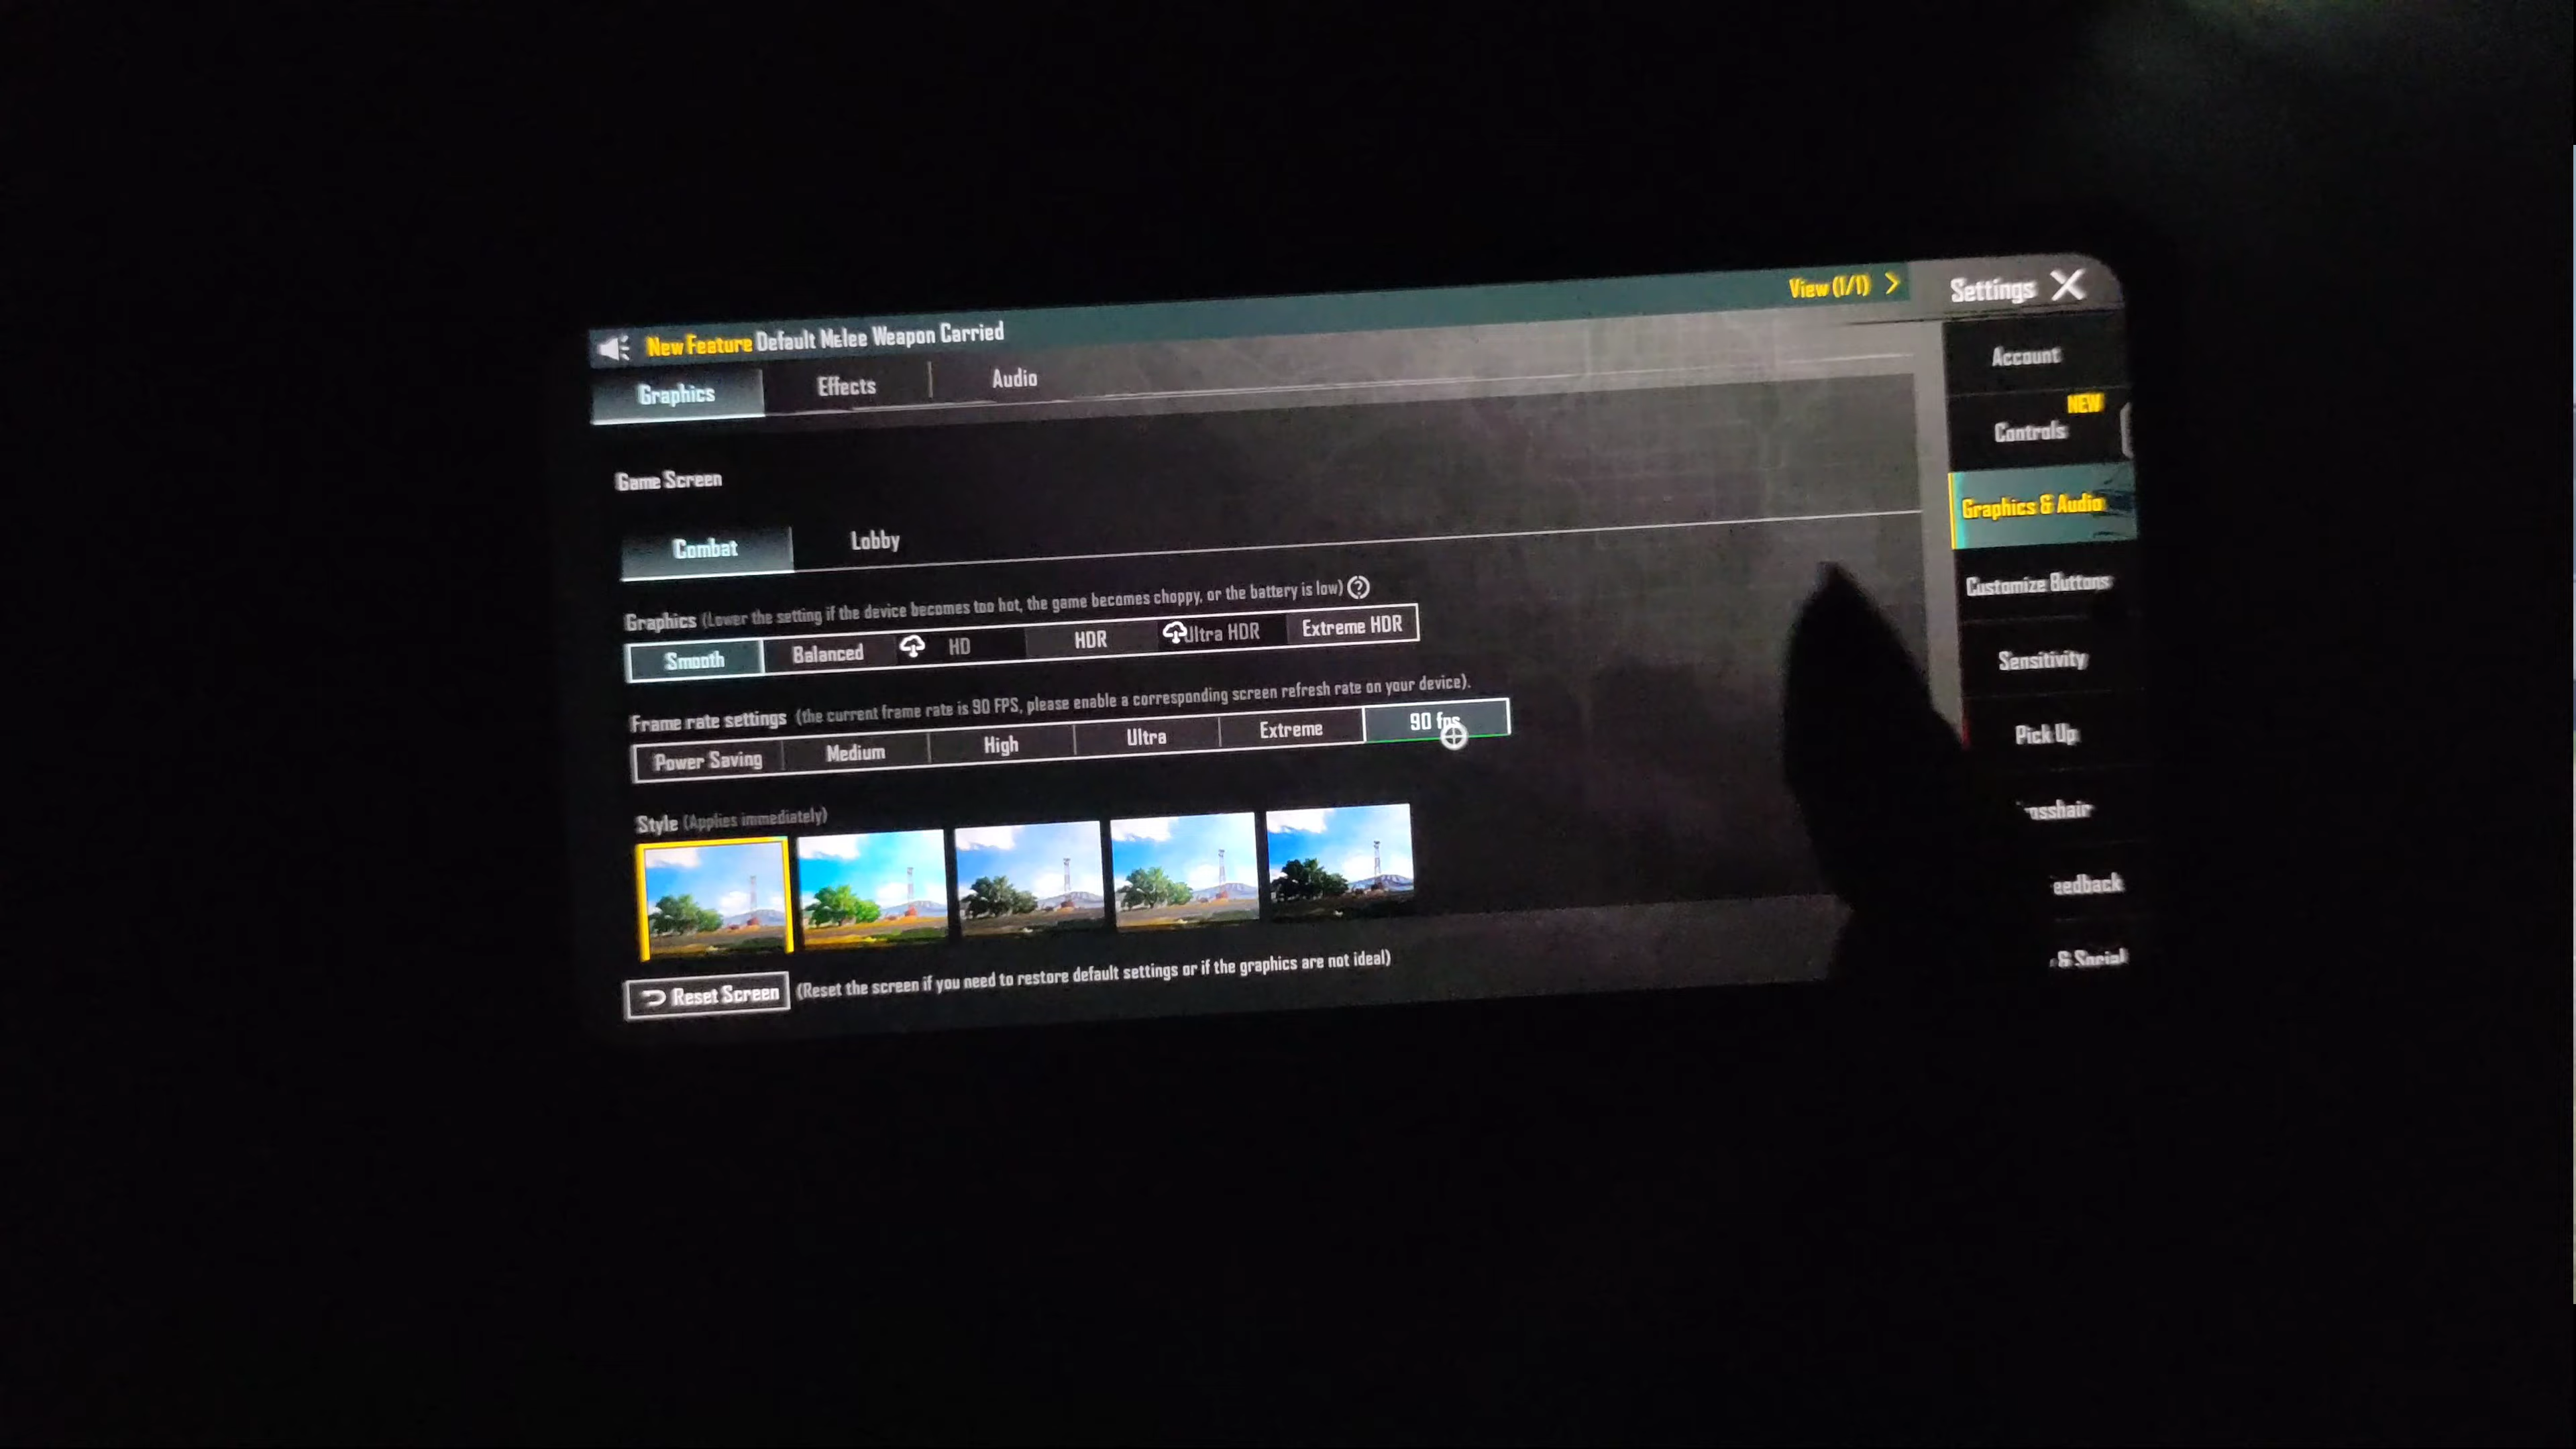 New Feature Default Melee Weapon Carried
View (1/1) >
Settings X
Graphics
Effects
Audio
Account
NEW
Controls
Graphics & Audio
Customize Buttons
Sensitivity
Pick Up
Game Screen
Combat
Lobby
Graphics (Lower the setting if the device becomes too hot, the game becomes choppy, or the battery is low) ?
Smooth
Balanced
HD
HDR
Ultra HDR
Extreme HDR
Frame rate settings (the current frame rate is 90 FPS, please enable a corresponding screen refresh rate on your device).
Power Saving
Medium
High
Ultra
Extreme
90 fps
Style (Applies immediately)
Reset Screen (Reset the screen if you need to restore default settings or if the graphics are not ideal)